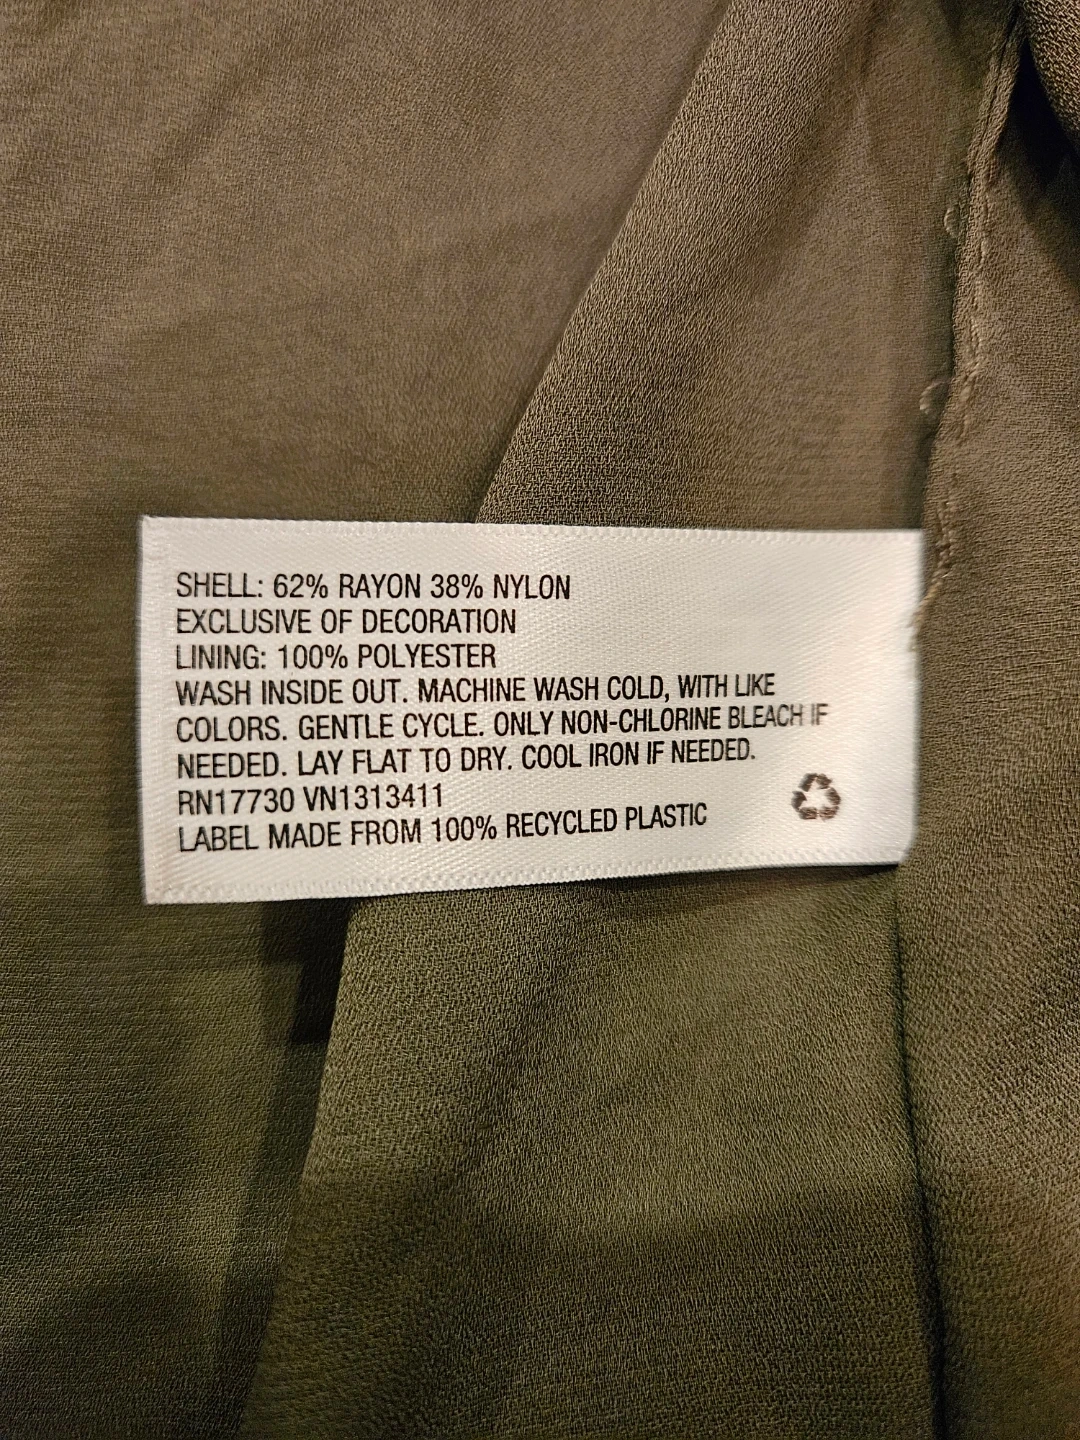 SHELL: 62% RAYON 38% NYLON
EXCLUSIVE OF DECORATION
LINING: 100% POLYESTER
WASH INSIDE OUT. MACHINE WASH COLD, WITH LIKE
COLORS. GENTLE CYCLE. ONLY NON-CHLORINE BLEACH IF
NEEDED. LAY FLAT TO DRY. COOL IRON IF NEEDED.
RN17730 VN1313411
LABEL MADE FROM 100% RECYCLED PLASTIC